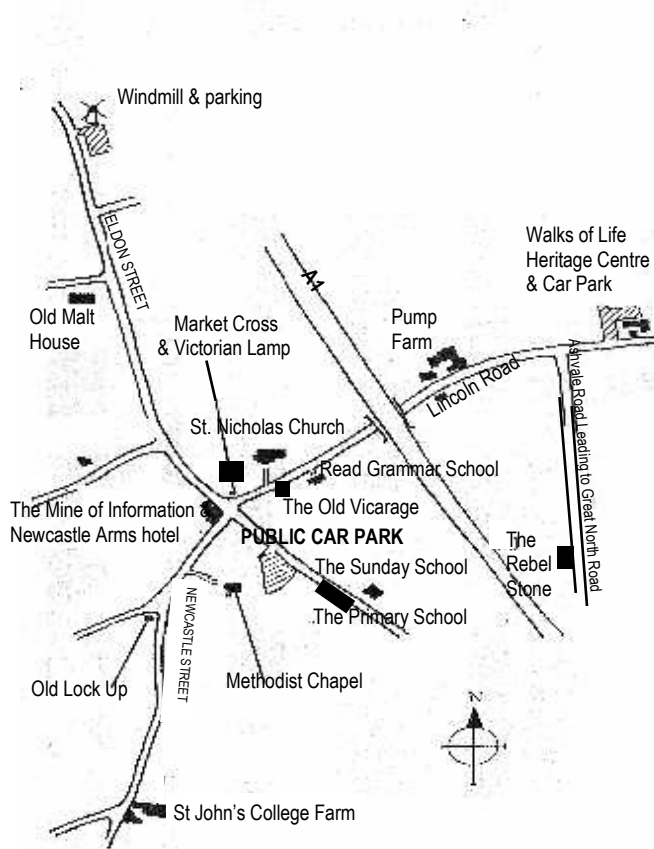 Windmill & parking
ELDON STREET
Walks of Life
Heritage Centre
& Car Park
A1
Old Malt
House
Market Cross
& Victorian Lamp
Pump
Farm
Lincoln Road
Ashvale Road Leading to Great North Road
St. Nicholas Church
Read Grammar School
The Mine of Information &
Newcastle Arms hotel
The Old Vicarage
PUBLIC CAR PARK
The
Rebel
Stone
The Sunday School
The Primary School
NEWCASTLE STREET
Old Lock Up
Methodist Chapel
N
St John's College Farm